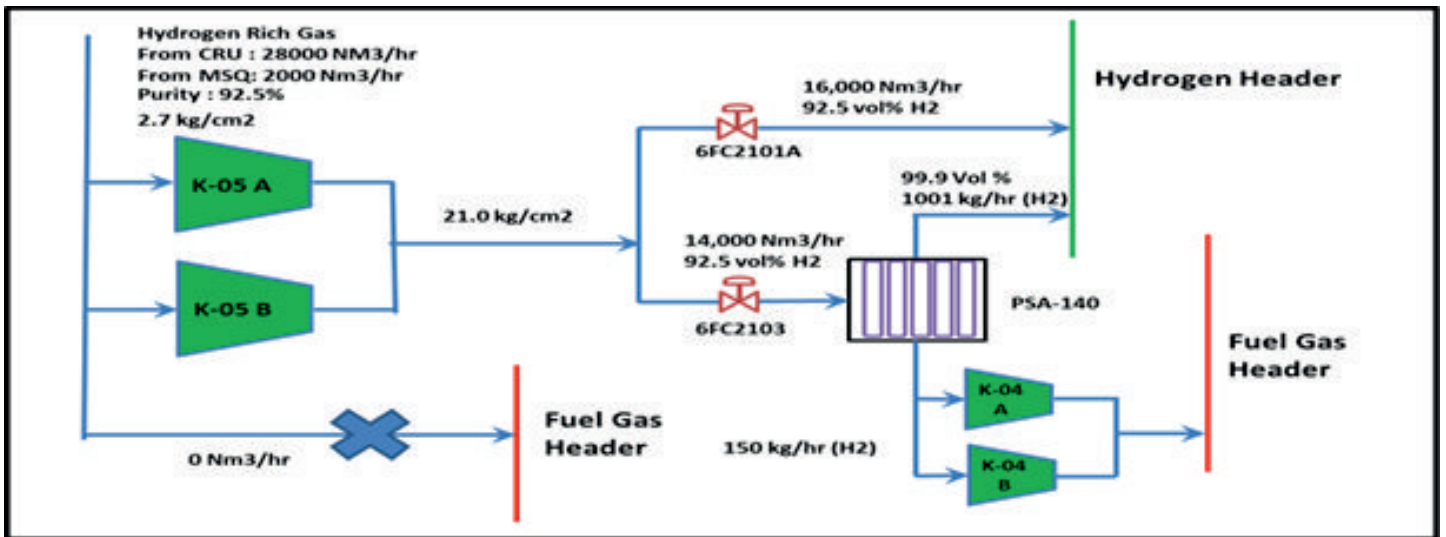 Hydrogen Rich Gas
From CRU : 28000 NM3/hr
From MSQ: 2000 Nm3/hr
Purity : 92.5%
2.7 kg/cm2
K-05 A
K-05 B
21.0 kg/cm2
16,000 Nm3/hr
92.5 vol% H2
6FC2101A
Hydrogen Header
99.9 Vol %
1001 kg/hr (H2)
14,000 Nm3/hr
92.5 vol% H2
6FC2103
PSA-140
Fuel Gas
Header
K-04
A
K-04
B
150 kg/hr (H2)
Fuel Gas
Header
0 Nm3/hr